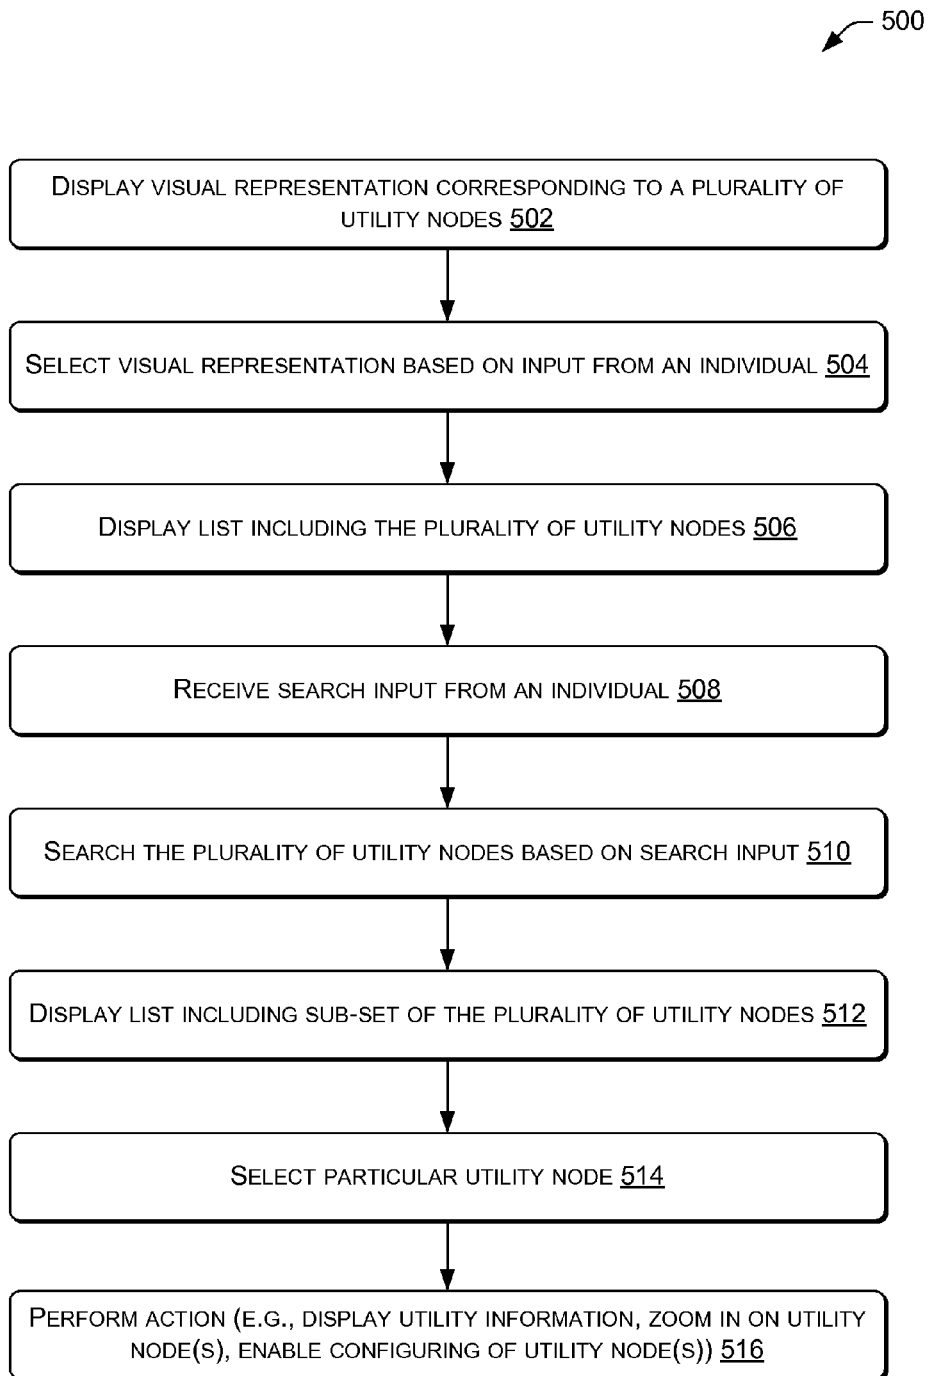 500
DISPLAY VISUAL REPRESENTATION CORRESPONDING TO A PLURALITY OF
UTILITY NODES 502
SELECT VISUAL REPRESENTATION BASED ON INPUT FROM AN INDIVIDUAL 504
DISPLAY LIST INCLUDING THE PLURALITY OF UTILITY NODES 506
RECEIVE SEARCH INPUT FROM AN INDIVIDUAL 508
SEARCH THE PLURALITY OF UTILITY NODES BASED ON SEARCH INPUT 510
DISPLAY LIST INCLUDING SUB-SET OF THE PLURALITY OF UTILITY NODES 512
SELECT PARTICULAR UTILITY NODE 514
PERFORM ACTION (E.G., DISPLAY UTILITY INFORMATION, ZOOM IN ON UTILITY
NODE(S), ENABLE CONFIGURING OF UTILITY NODE(S)) 516